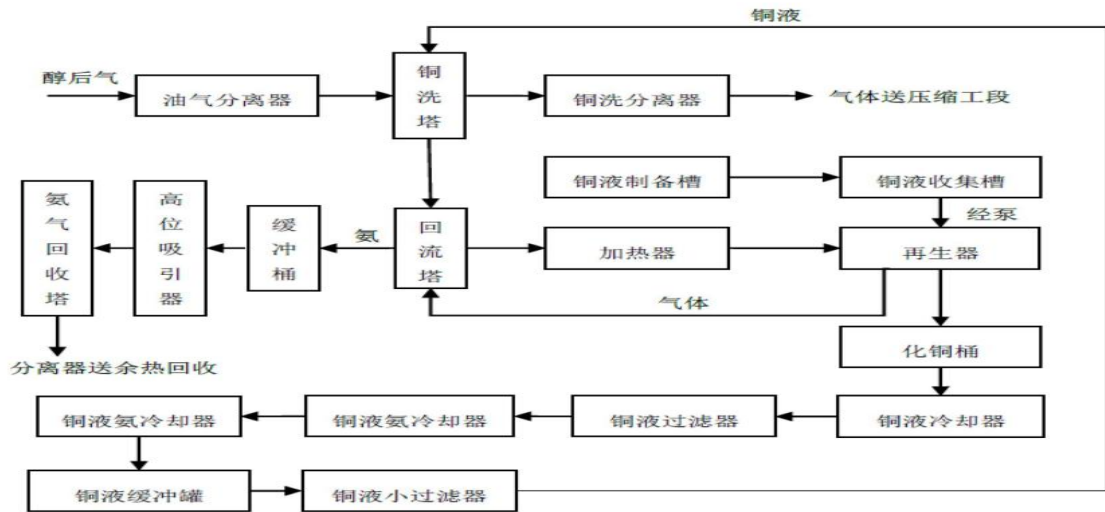 铜液
醇后气
油气分离器
铜洗塔
铜洗分离器
气体送压缩工段
铜液制备槽
铜液收集槽
经泵
氨气回收塔
高位吸引器
缓冲桶
氨
回流塔
加热器
再生器
气体
化铜桶
分离器送余热回收
铜液氨冷却器
铜液氨冷却器
铜液过滤器
铜液冷却器
铜液缓冲罐
铜液小过滤器